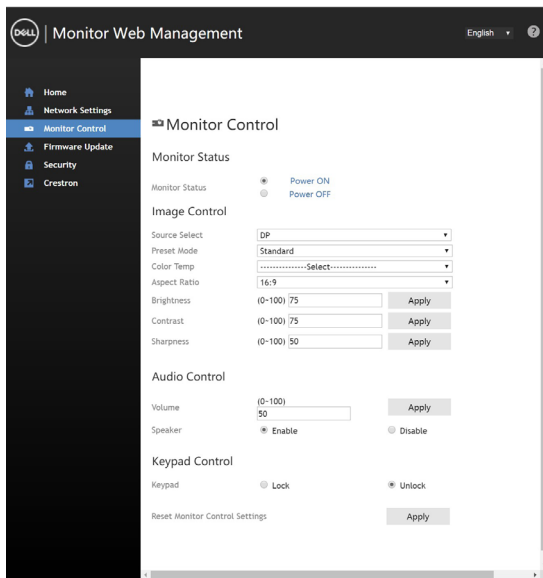 DELL | Monitor Web Management
English ?
Home
Network Settings
Monitor Control
Firmware Update
Security
Crestron
Monitor Control
Monitor Status
Monitor Status Power ON
Power OFF
Image Control
Source Select DP
Preset Mode Standard
Color Temp ---------------Select---------------
Aspect Ratio 16:9
Brightness (0~100) 75 Apply
Contrast (0~100) 75 Apply
Sharpness (0~100) 50 Apply
Audio Control
(0~100)
Volume 50 Apply
Speaker Enable Disable
Keypad Control
Keypad Lock Unlock
Reset Monitor Control Settings Apply